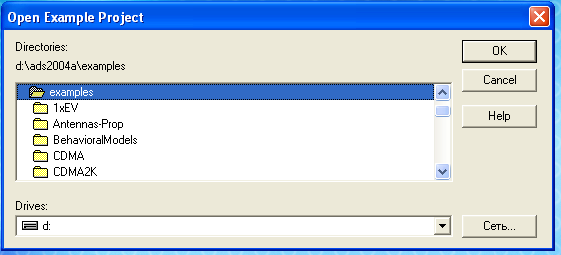 Open Example Project
Directories:
d:\ads2004a\examples
examples
1xEV
Antennas-Prop
BehavioralModels
CDMA
CDMA2K
OK
Cancel
Help
Drives:
d:
Сеть...